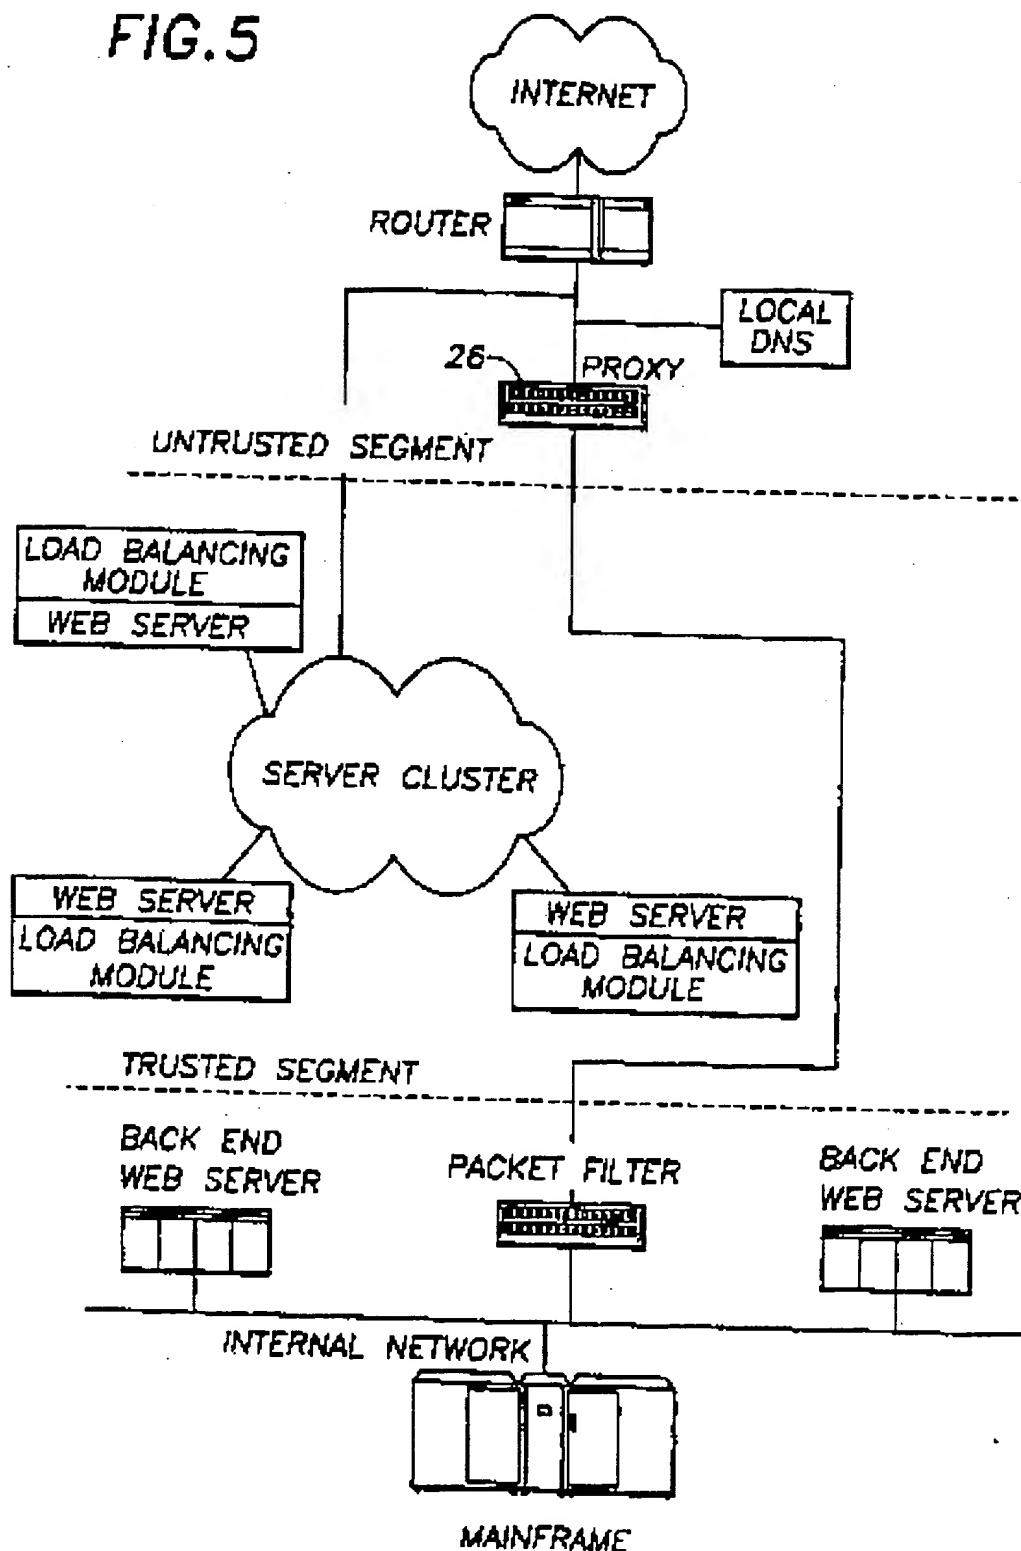 FIG. 5
INTERNET
ROUTER
LOCAL
DNS
26
PROXY
UNTRUSTED SEGMENT
LOAD BALANCING
MODULE
WEB SERVER
SERVER CLUSTER
WEB SERVER
LOAD BALANCING
MODULE
WEB SERVER
LOAD BALANCING
MODULE
TRUSTED SEGMENT
BACK END
WEB SERVER
PACKET FILTER
BACK END
WEB SERVER
INTERNAL NETWORK
MAINFRAME